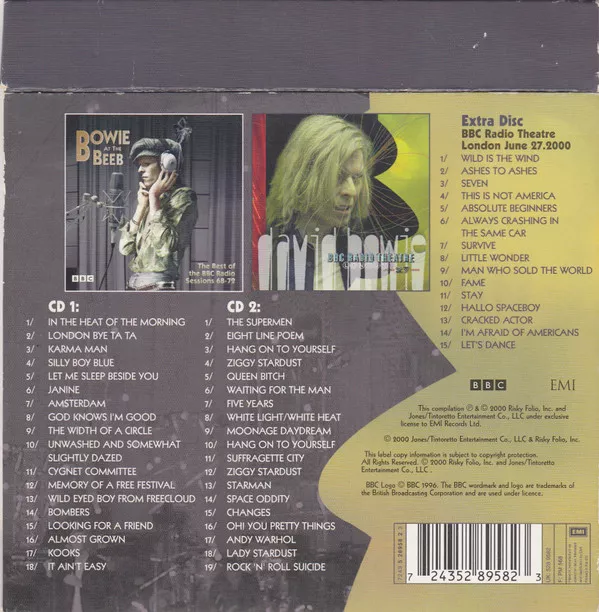 BOWIE
AT THE
BEEB
The Best of
the BBC Radio
Sessions 68-72
BBC
david bowie
BBC RADIO THEATRE
Extra Disc
BBC Radio Theatre
London June 27.2000
1/ WILD IS THE WIND
2/ ASHES TO ASHES
3/ SEVEN
4/ THIS IS NOT AMERICA
5/ ABSOLUTE BEGINNERS
6/ ALWAYS CRASHING IN
THE SAME CAR
7/ SURVIVE
8/ LITTLE WONDER
9/ MAN WHO SOLD THE WORLD
10/ FAME
11/ STAY
12/ HALLO SPACEBOY
13/ CRACKED ACTOR
14/ I'M AFRAID OF AMERICANS
15/ LET'S DANCE
CD 1:
1/ IN THE HEAT OF THE MORNING
2/ LONDON BYE TA TA
3/ KARMA MAN
4/ SILLY BOY BLUE
5/ LET ME SLEEP BESIDE YOU
6/ JANINE
7/ AMSTERDAM
8/ GOD KNOWS I'M GOOD
9/ THE WIDTH OF A CIRCLE
10/ UNWASHED AND SOMEWHAT
SLIGHTLY DAZED
11/ CYGNET COMMITTEE
12/ MEMORY OF A FREE FESTIVAL
13/ WILD EYED BOY FROM FREECLOUD
14/ BOMBERS
15/ LOOKING FOR A FRIEND
16/ ALMOST GROWN
17/ KOOKS
18/ IT AIN'T EASY
CD 2:
1/ THE SUPERMEN
2/ EIGHT LINE POEM
3/ HANG ON TO YOURSELF
4/ ZIGGY STARDUST
5/ QUEEN BITCH
6/ WAITING FOR THE MAN
7/ FIVE YEARS
8/ WHITE LIGHT/WHITE HEAT
9/ MOONAGE DAYDREAM
10/ HANG ON TO YOURSELF
11/ SUFFRAGETTE CITY
12/ ZIGGY STARDUST
13/ STARMAN
14/ SPACE ODDITY
15/ CHANGES
16/ OH! YOU PRETTY THINGS
17/ ANDY WARHOL
18/ LADY STARDUST
19/ ROCK 'N' ROLL SUICIDE
BBC EMI
This compilation ℗ & © 2000 Risky Folio, Inc. and
Jones/Tintoretto Entertainment Co., LLC under exclusive
license to EMI Records Ltd.
© 2000 Jones/Tintoretto Entertainment Co., LLC & Risky Folio, Inc.
This label copy information is subject to copyright protection.
All Rights Reserved. © 2000 Risky Folio, Inc. and Jones/Tintoretto
Entertainment Co., LLC.
BBC Logo © BBC 1996. The BBC wordmark and logo are trademarks of
the British Broadcasting Corporation and are used under licence.
7243 5 28958 2 3
7 24352 89582 3
EMI